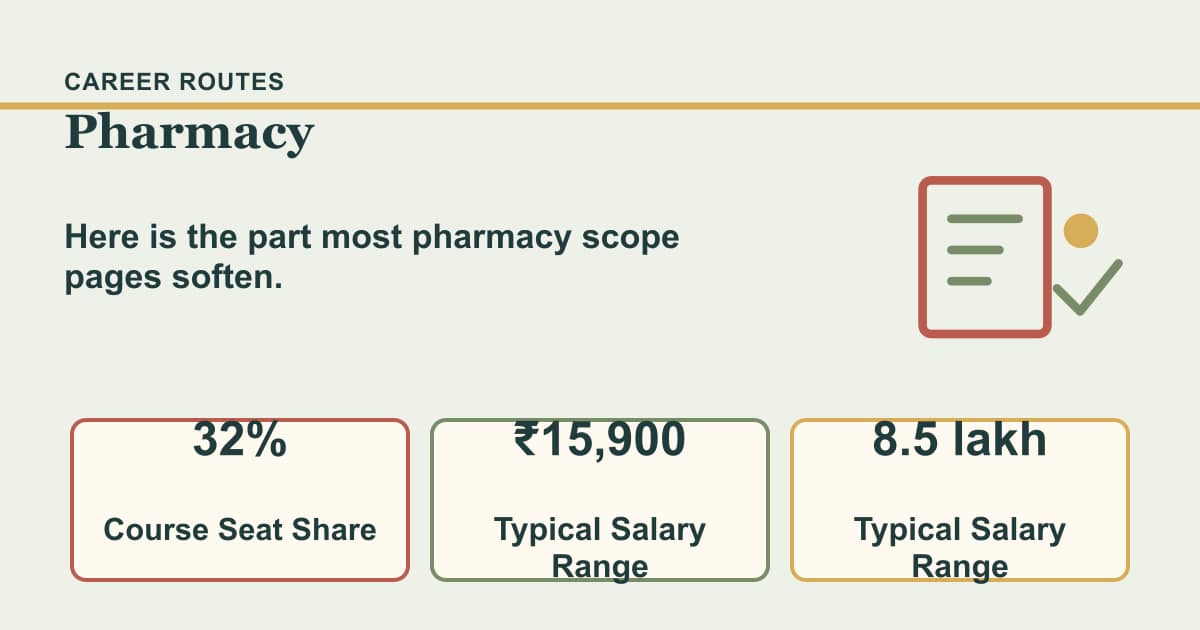 CAREER ROUTES
Pharmacy
Here is the part most pharmacy scope
pages soften.
32%
Course Seat Share
₹15,900
Typical Salary
Range
8.5 lakh
Typical Salary
Range